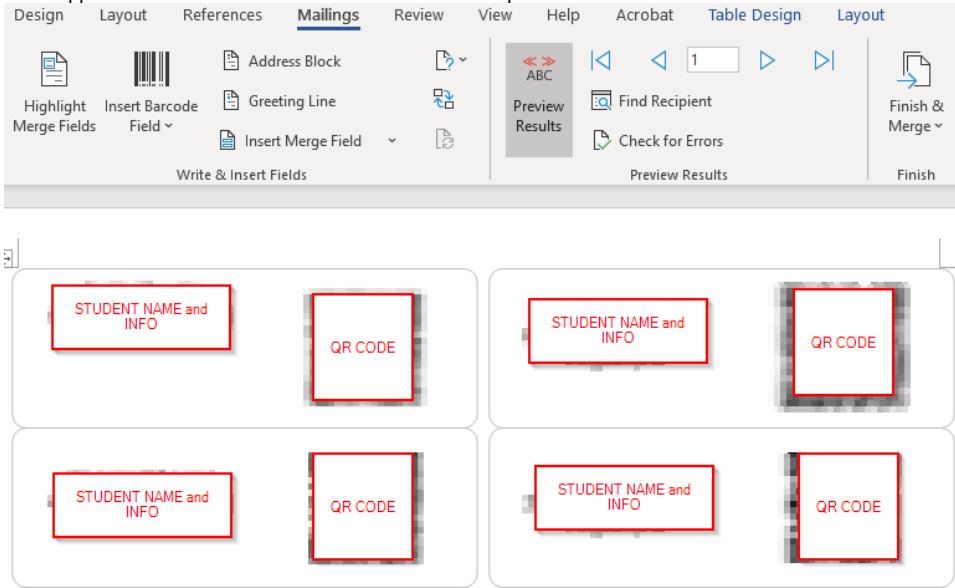 Design Layout References Mailings Review View Help Acrobat Table Design Layout
Highlight
Merge Fields
Insert Barcode
Field
Address Block
Greeting Line
Insert Merge Field
Write & Insert Fields
ABC
Preview
Results
1
Find Recipient
Check for Errors
Preview Results
Finish &
Merge
Finish
STUDENT NAME and
INFO
QR CODE
STUDENT NAME and
INFO
QR CODE
STUDENT NAME and
INFO
QR CODE
STUDENT NAME and
INFO
QR CODE